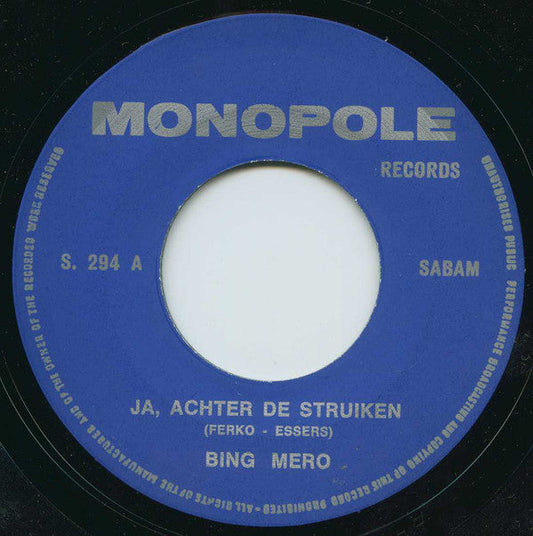 MONOPOLE
RECORDS
S. 294 A
SABAM
JA, ACHTER DE STRUIKEN
(FERKO - ESSERS)
BING MERO
ALL RIGHTS OF THE MANUFACTURER AND OF THE OWNER OF THE RECORDED WORK RESERVED
UNAUTHORISED PUBLIC PERFORMANCE BROADCASTING AND COPYING OF THIS RECORD PROHIBITED -